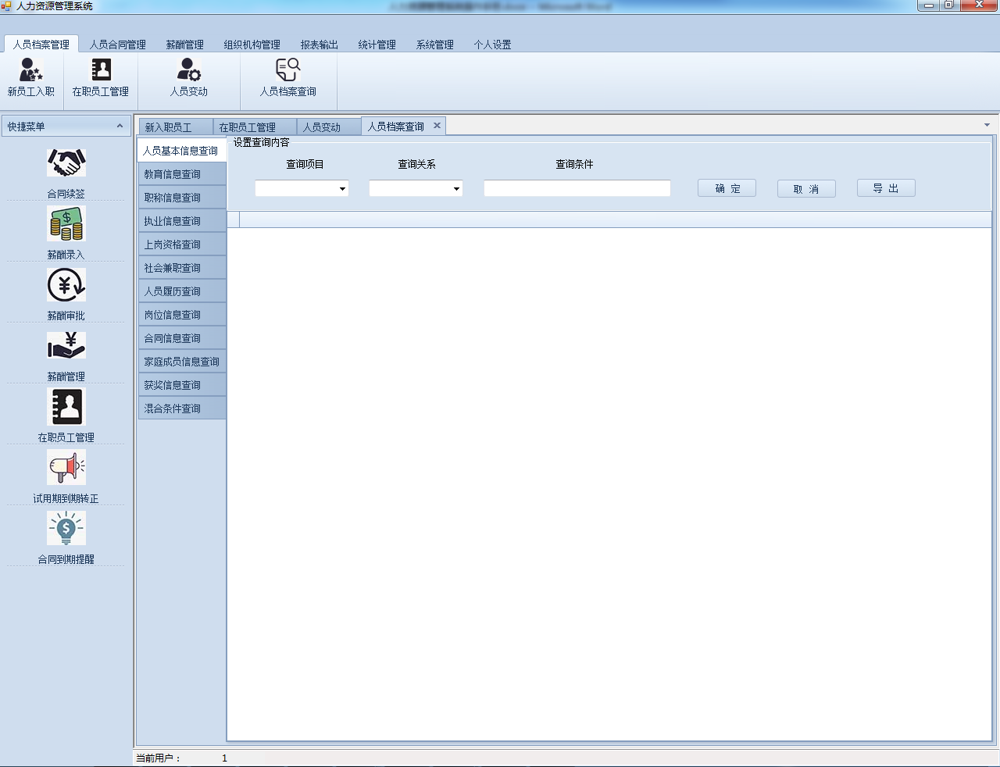 人力资源管理系统
人员档案管理 人员合同管理 薪酬管理 组织机构管理 报表输出 统计管理 系统管理 个人设置
新员工入职 在职员工管理 人员变动 人员档案查询
快捷菜单
合同续签
薪酬录入
薪酬审批
薪酬管理
在职员工管理
试用期到期转正
合同到期提醒
新入职员工 在职员工管理 人员变动 人员档案查询
人员基本信息查询
教育信息查询
职称信息查询
执业信息查询
上岗资格查询
社会兼职查询
人员履历查询
岗位信息查询
合同信息查询
家庭成员信息查询
获奖信息查询
混合条件查询
设置查询内容
查询项目 查询关系 查询条件
确 定 取 消 导 出
当前用户： 1